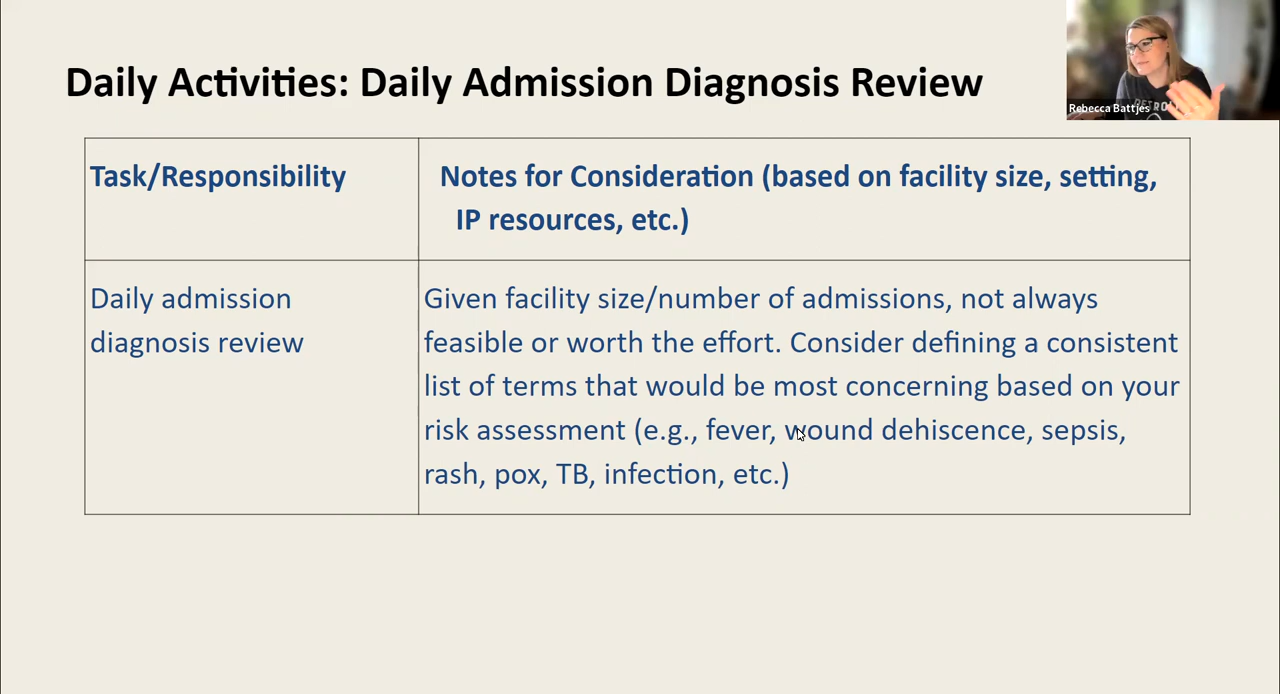 Daily Activities: Daily Admission Diagnosis Review
Rebecca Battjes
Task/Responsibility
Notes for Consideration (based on facility size, setting,
IP resources, etc.)
Daily admission
diagnosis review
Given facility size/number of admissions, not always
feasible or worth the effort. Consider defining a consistent
list of terms that would be most concerning based on your
risk assessment (e.g., fever, wound dehiscence, sepsis,
rash, pox, TB, infection, etc.)